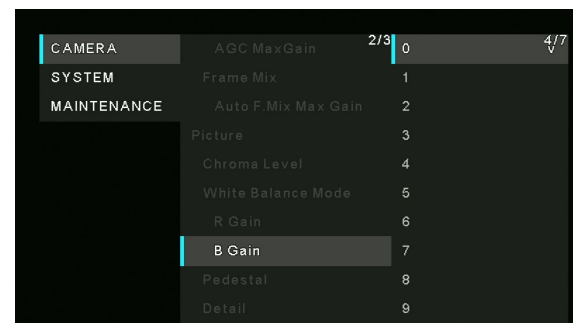 CAMERA
SYSTEM
MAINTENANCE
2/3
AGC MaxGain
Frame Mix
Auto F.Mix Max Gain
Picture
Chroma Level
White Balance Mode
R Gain
B Gain
Pedestal
Detail
4/7
0
1
2
3
4
5
6
7
8
9